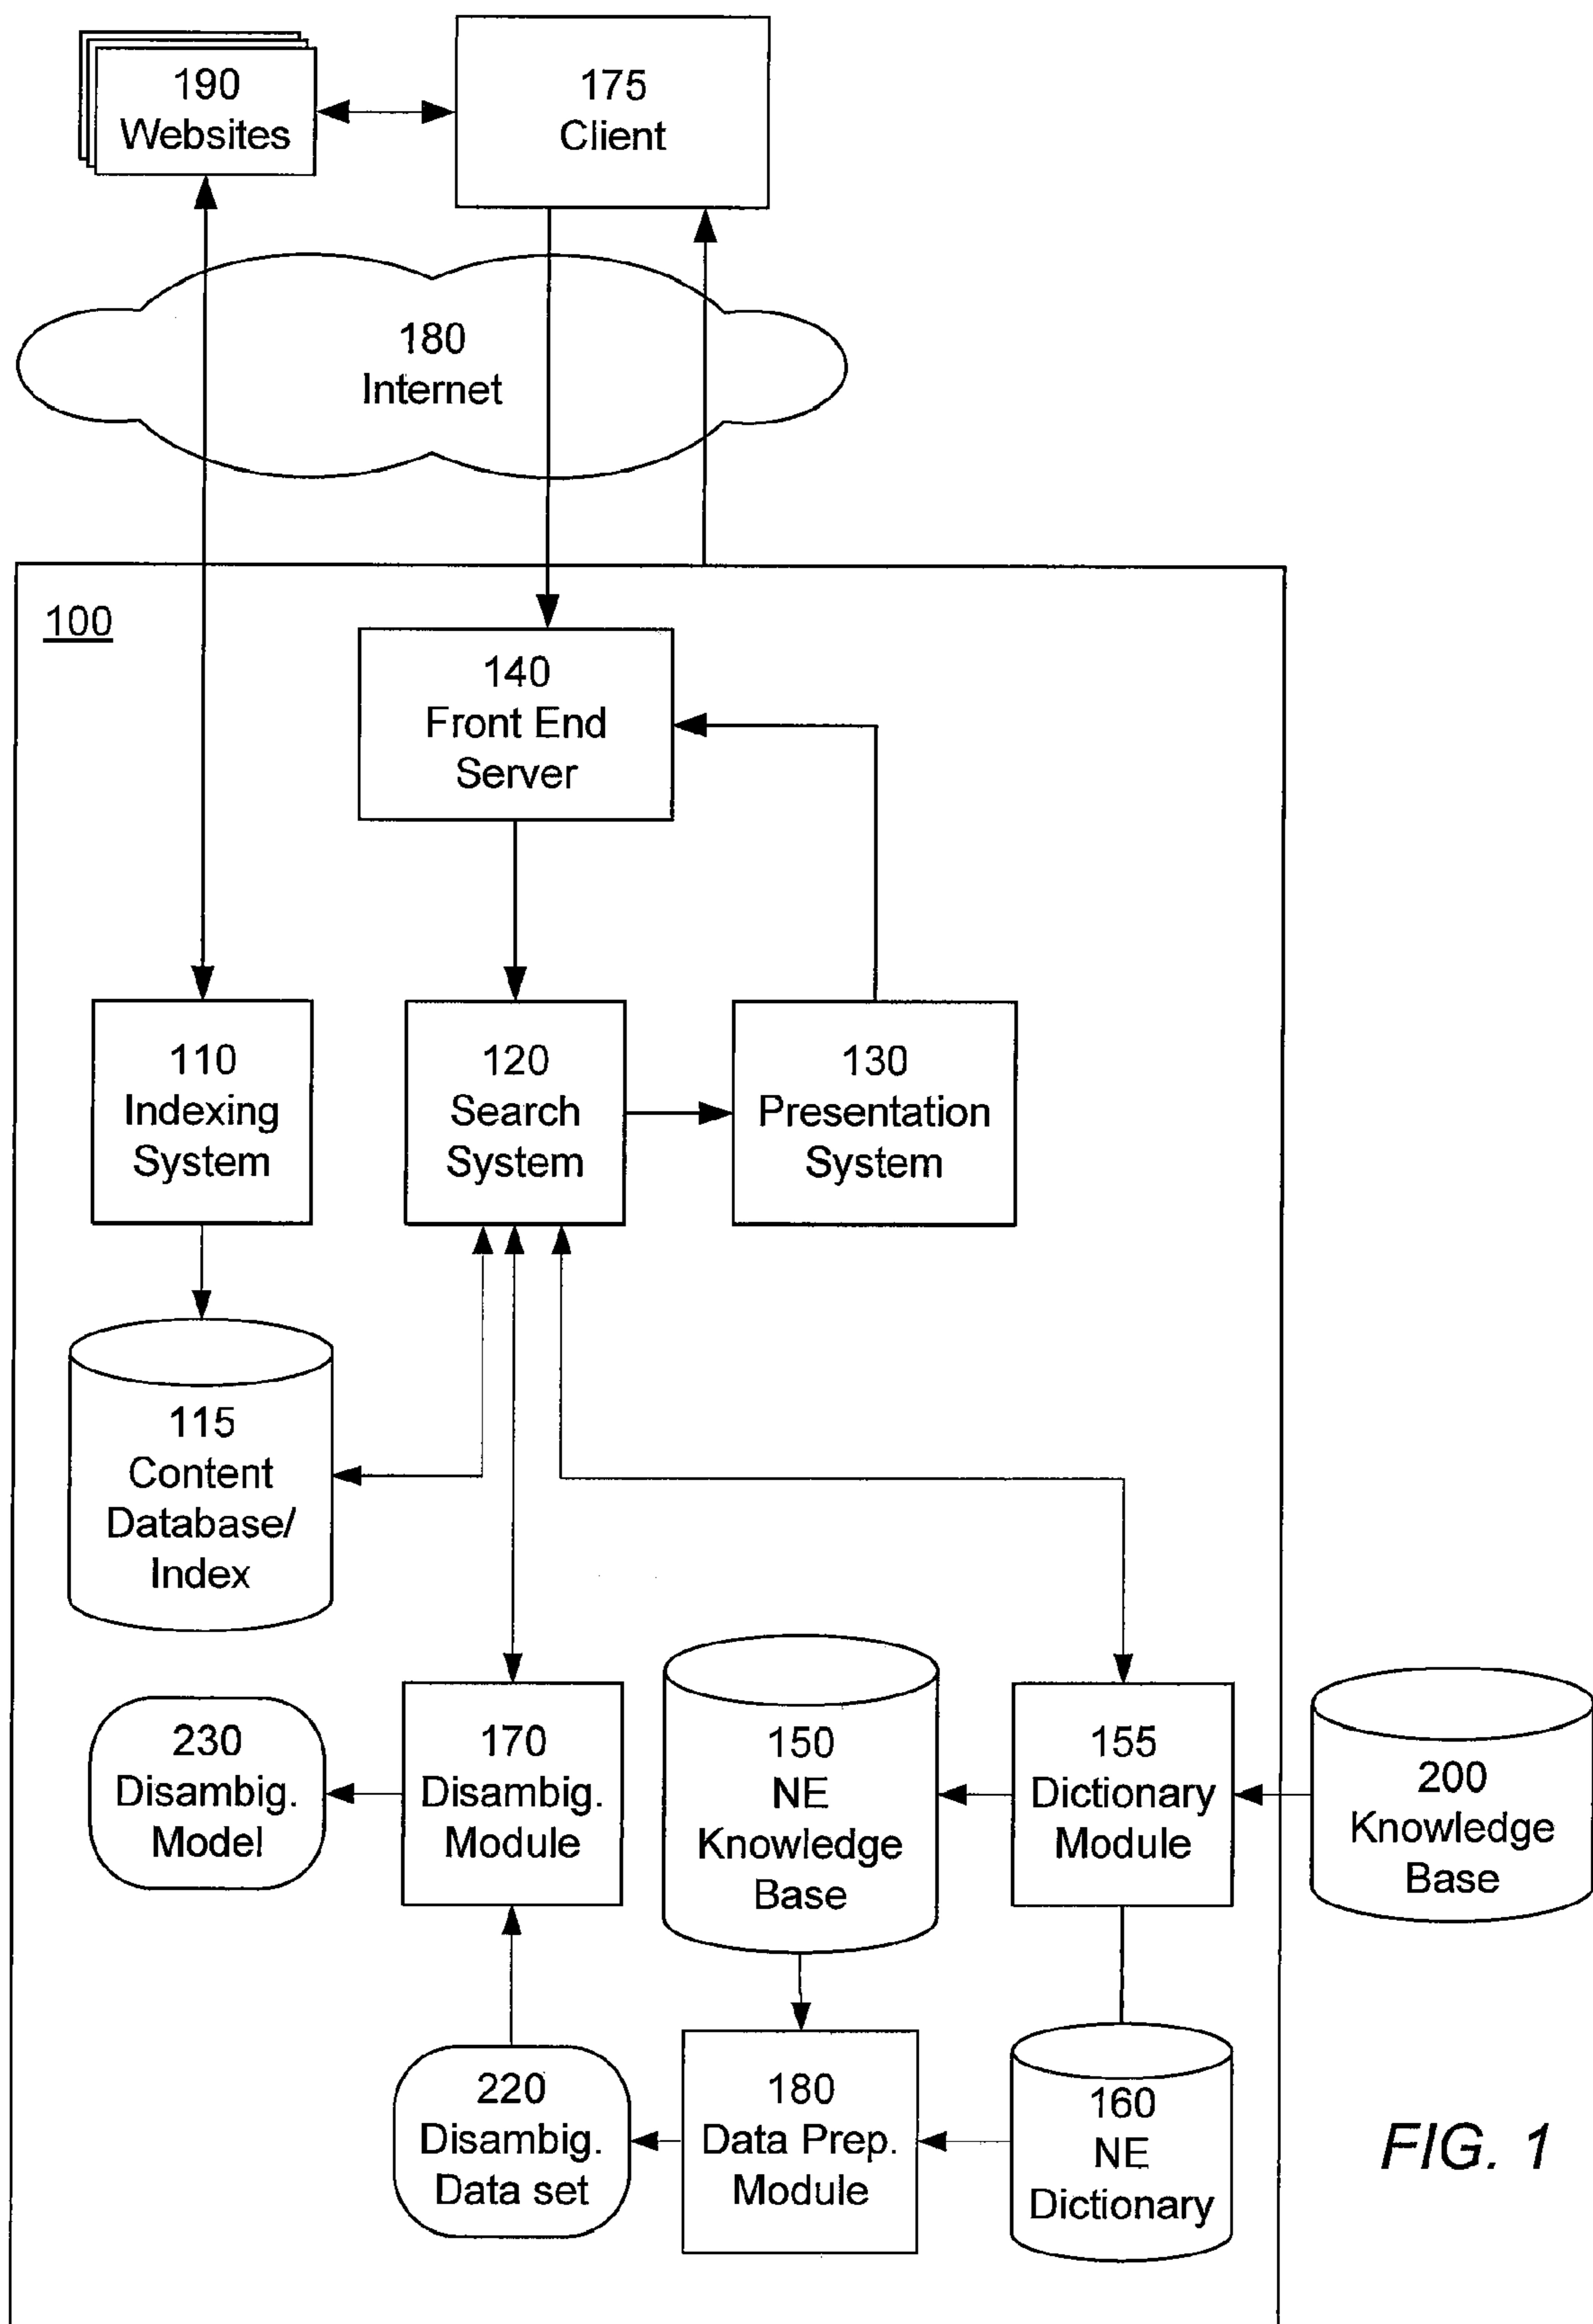 190
Websites
175
Client
180
Internet
100
140
Front End
Server
110
Indexing
System
120
Search
System
130
Presentation
System
115
Content
Database/
Index
230
Disambig.
Model
170
Disambig.
Module
150
NE
Knowledge
Base
155
Dictionary
Module
200
Knowledge
Base
220
Disambig.
Data set
180
Data Prep.
Module
160
NE
Dictionary
FIG. 1